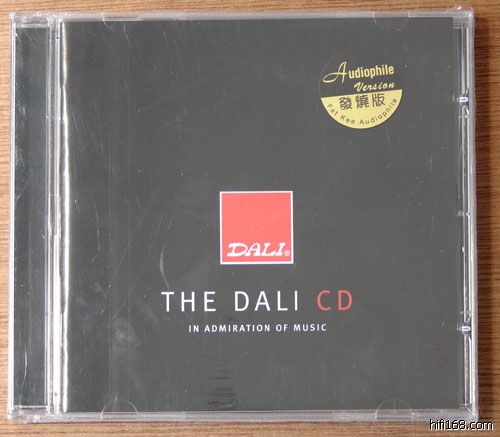 Audiophile
Version
發燒版
Fat Kee Audiophile
DALI®
THE DALI CD
IN ADMIRATION OF MUSIC
hifi168.com